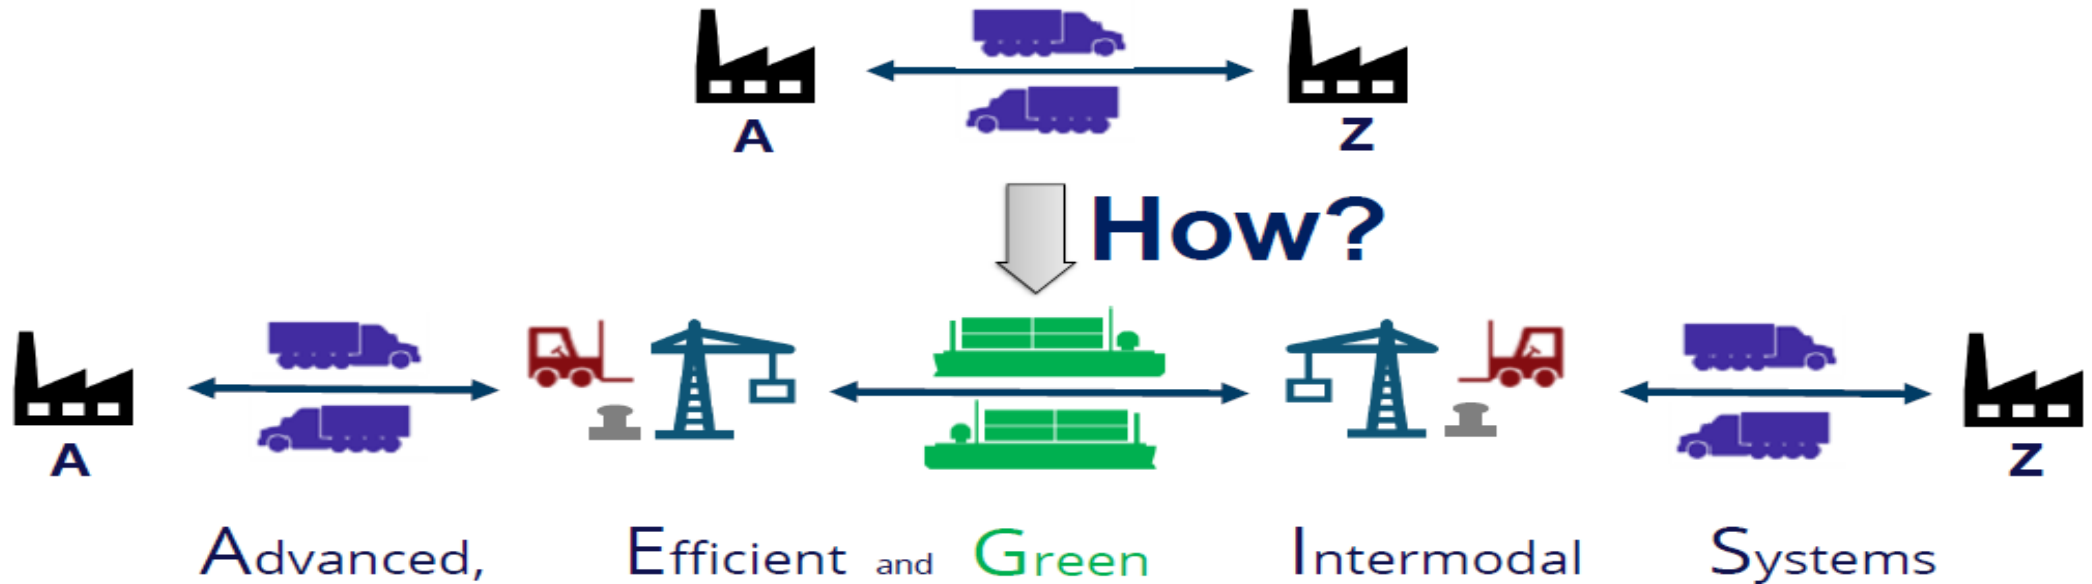 A Z
How?
A Z
Advanced, Efficient and Green Intermodal Systems